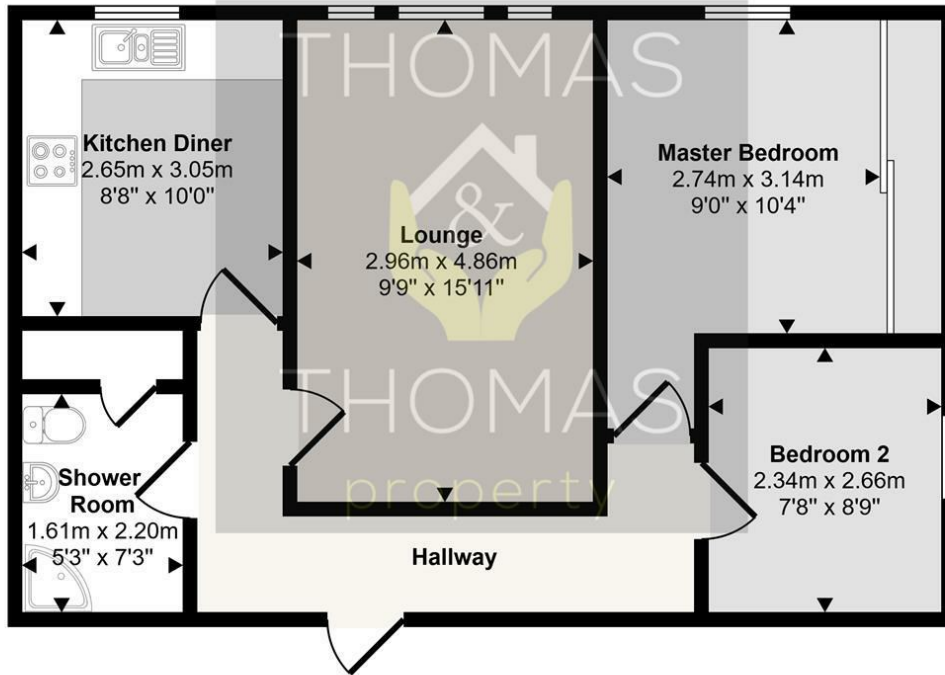 THOMAS
&
THOMAS
property
Kitchen Diner
2.65m x 3.05m
8'8" x 10'0"
Lounge
2.96m x 4.86m
9'9" x 15'11"
Master Bedroom
2.74m x 3.14m
9'0" x 10'4"
Shower
Room
1.61m x 2.20m
5'3" x 7'3"
Bedroom 2
2.34m x 2.66m
7'8" x 8'9"
Hallway